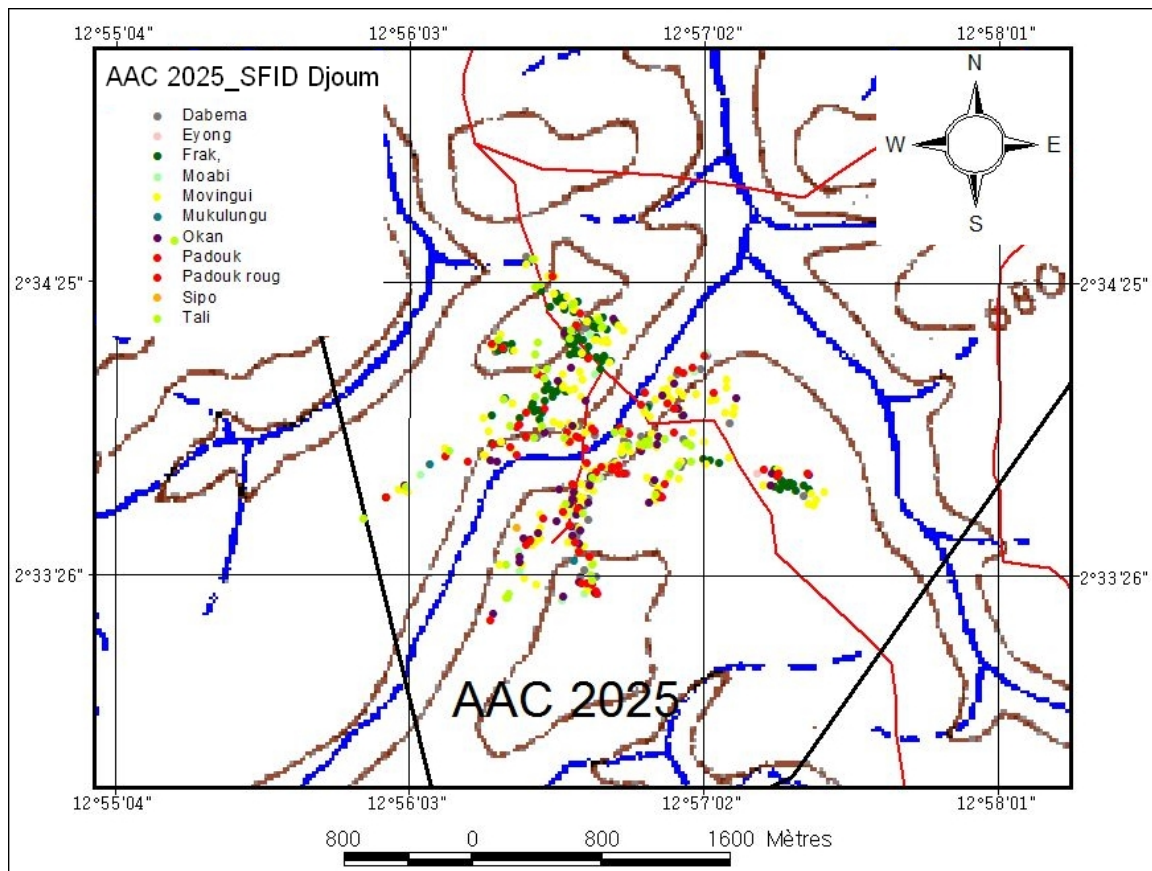 12°55'04" 12°56'03" 12°57'02" 12°58'01"
AAC 2025_SFID Djoum
Dabema
Eyong
Frak,
Moabi
Movingui
Mukulungu
Okan
Padouk
Padouk roug
Sipo
Tali
N
W E
S
2°34'25" 2°34'25"
680
2°33'26" 2°33'26"
AAC 2025
12°55'04" 12°56'03" 12°57'02" 12°58'01"
800 0 800 1600 Mètres